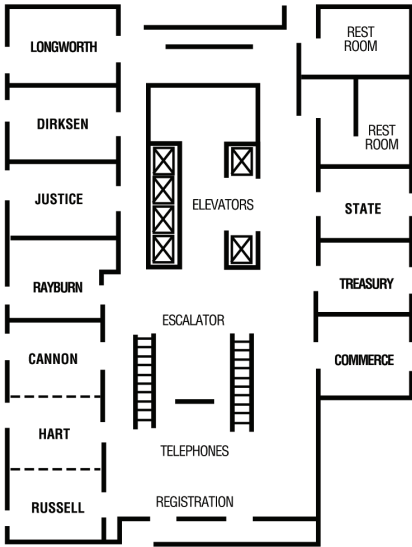 LONGWORTH
DIRKSEN
JUSTICE
RAYBURN
CANNON
HART
RUSSELL
ELEVATORS
ESCALATOR
TELEPHONES
REGISTRATION
REST
ROOM
REST
ROOM
STATE
TREASURY
COMMERCE